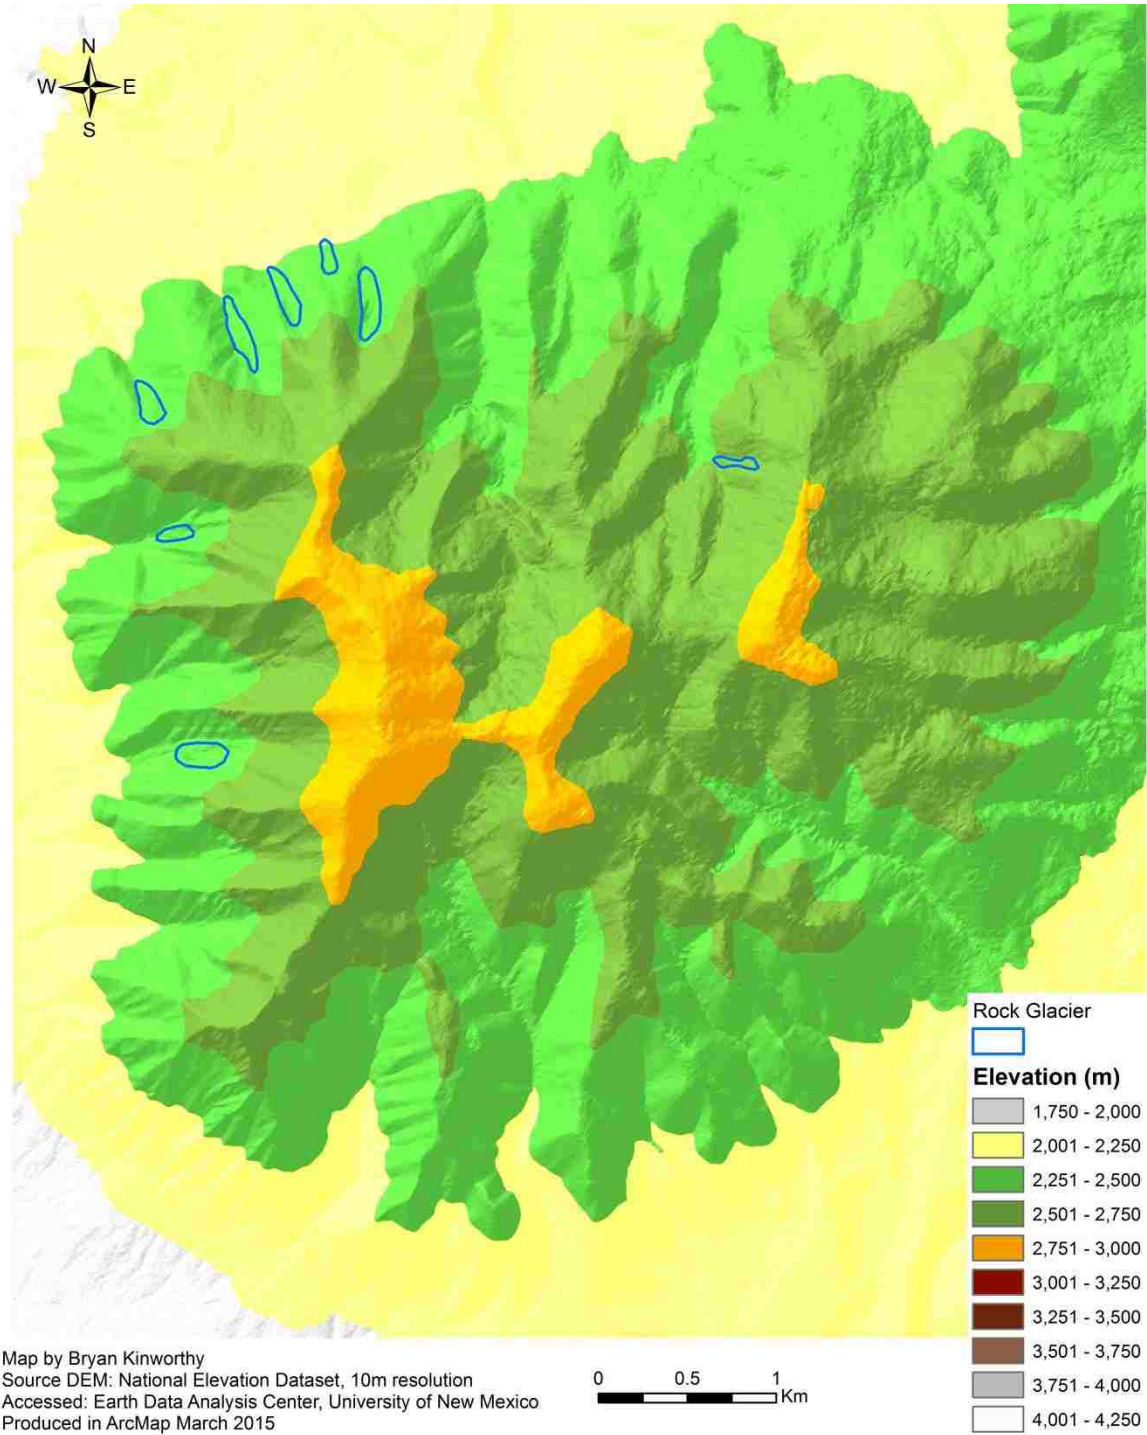 N
W E
S
Rock Glacier
Elevation (m)
1,750 - 2,000
2,001 - 2,250
2,251 - 2,500
2,501 - 2,750
2,751 - 3,000
3,001 - 3,250
3,251 - 3,500
3,501 - 3,750
3,751 - 4,000
4,001 - 4,250
Map by Bryan Kinworthy
Source DEM: National Elevation Dataset, 10m resolution
Accessed: Earth Data Analysis Center, University of New Mexico
Produced in ArcMap March 2015
0 0.5 1
Km